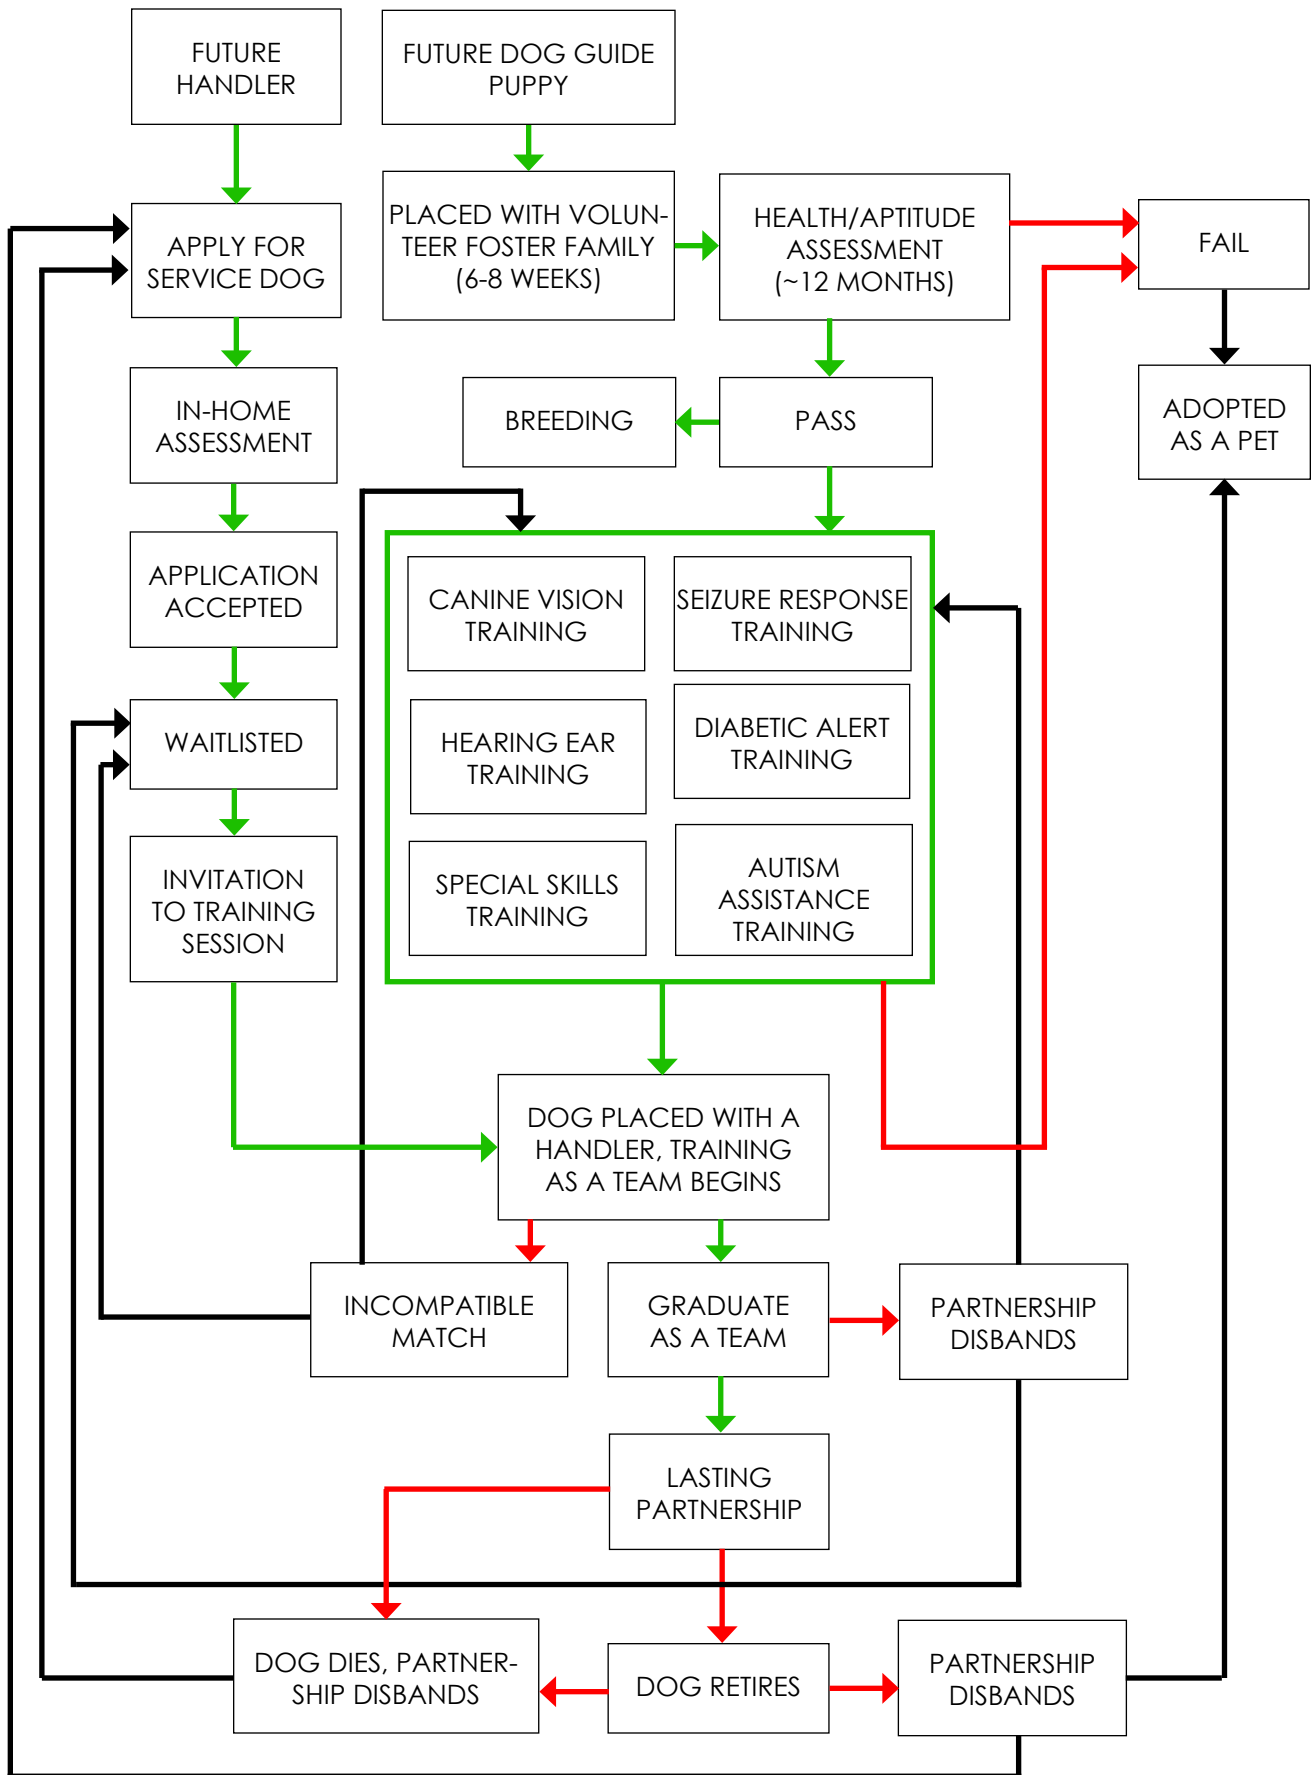 FUTURE
HANDLER
FUTURE DOG GUIDE
PUPPY
PLACED WITH VOLUN-
TEER FOSTER FAMILY
(6-8 WEEKS)
HEALTH/APTITUDE
ASSESSMENT
(~12 MONTHS)
FAIL
APPLY FOR
SERVICE DOG
IN-HOME
ASSESSMENT
BREEDING
PASS
ADOPTED
AS A PET
APPLICATION
ACCEPTED
CANINE VISION
TRAINING
SEIZURE RESPONSE
TRAINING
WAITLISTED
HEARING EAR
TRAINING
DIABETIC ALERT
TRAINING
INVITATION
TO TRAINING
SESSION
SPECIAL SKILLS
TRAINING
AUTISM
ASSISTANCE
TRAINING
DOG PLACED WITH A
HANDLER, TRAINING
AS A TEAM BEGINS
INCOMPATIBLE
MATCH
GRADUATE
AS A TEAM
PARTNERSHIP
DISBANDS
LASTING
PARTNERSHIP
DOG DIES, PARTNER-
SHIP DISBANDS
DOG RETIRES
PARTNERSHIP
DISBANDS